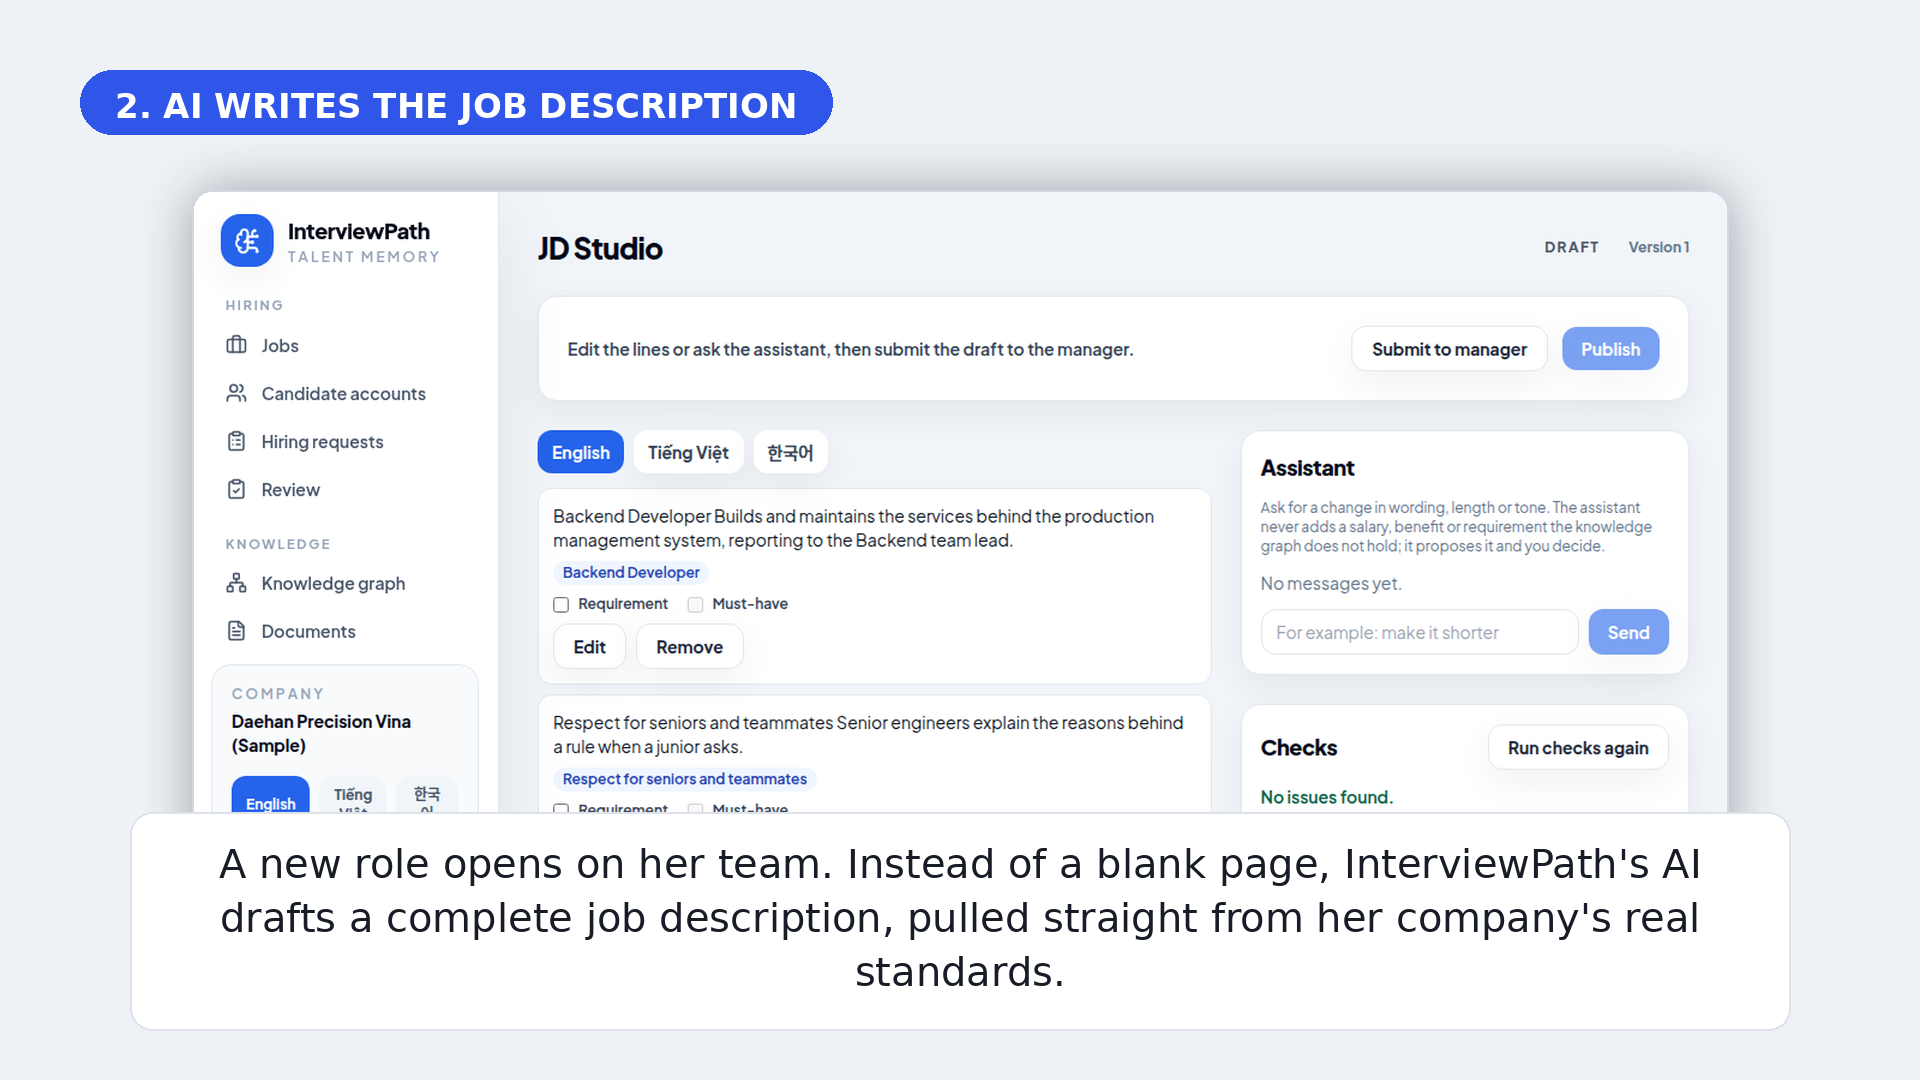 2. AI WRITES THE JOB DESCRIPTION
InterviewPath
TALENT MEMORY
HIRING
Jobs
Candidate accounts
Hiring requests
Review
KNOWLEDGE
Knowledge graph
Documents
COMPANY
Daehan Precision Vina
(Sample)
English
Tiếng
Việt
한국
어
JD Studio
DRAFT
Version 1
Edit the lines or ask the assistant, then submit the draft to the manager.
Submit to manager
Publish
English
Tiếng Việt
한국어
Backend Developer Builds and maintains the services behind the production
management system, reporting to the Backend team lead.
Backend Developer
Requirement
Must-have
Edit
Remove
Respect for seniors and teammates Senior engineers explain the reasons behind
a rule when a junior asks.
Respect for seniors and teammates
Requirement
Must-have
Assistant
Ask for a change in wording, length or tone. The assistant
never adds a salary, benefit or requirement the knowledge
graph does not hold; it proposes it and you decide.
No messages yet.
For example: make it shorter
Send
Checks
Run checks again
No issues found.
A new role opens on her team. Instead of a blank page, InterviewPath's AI
drafts a complete job description, pulled straight from her company's real
standards.